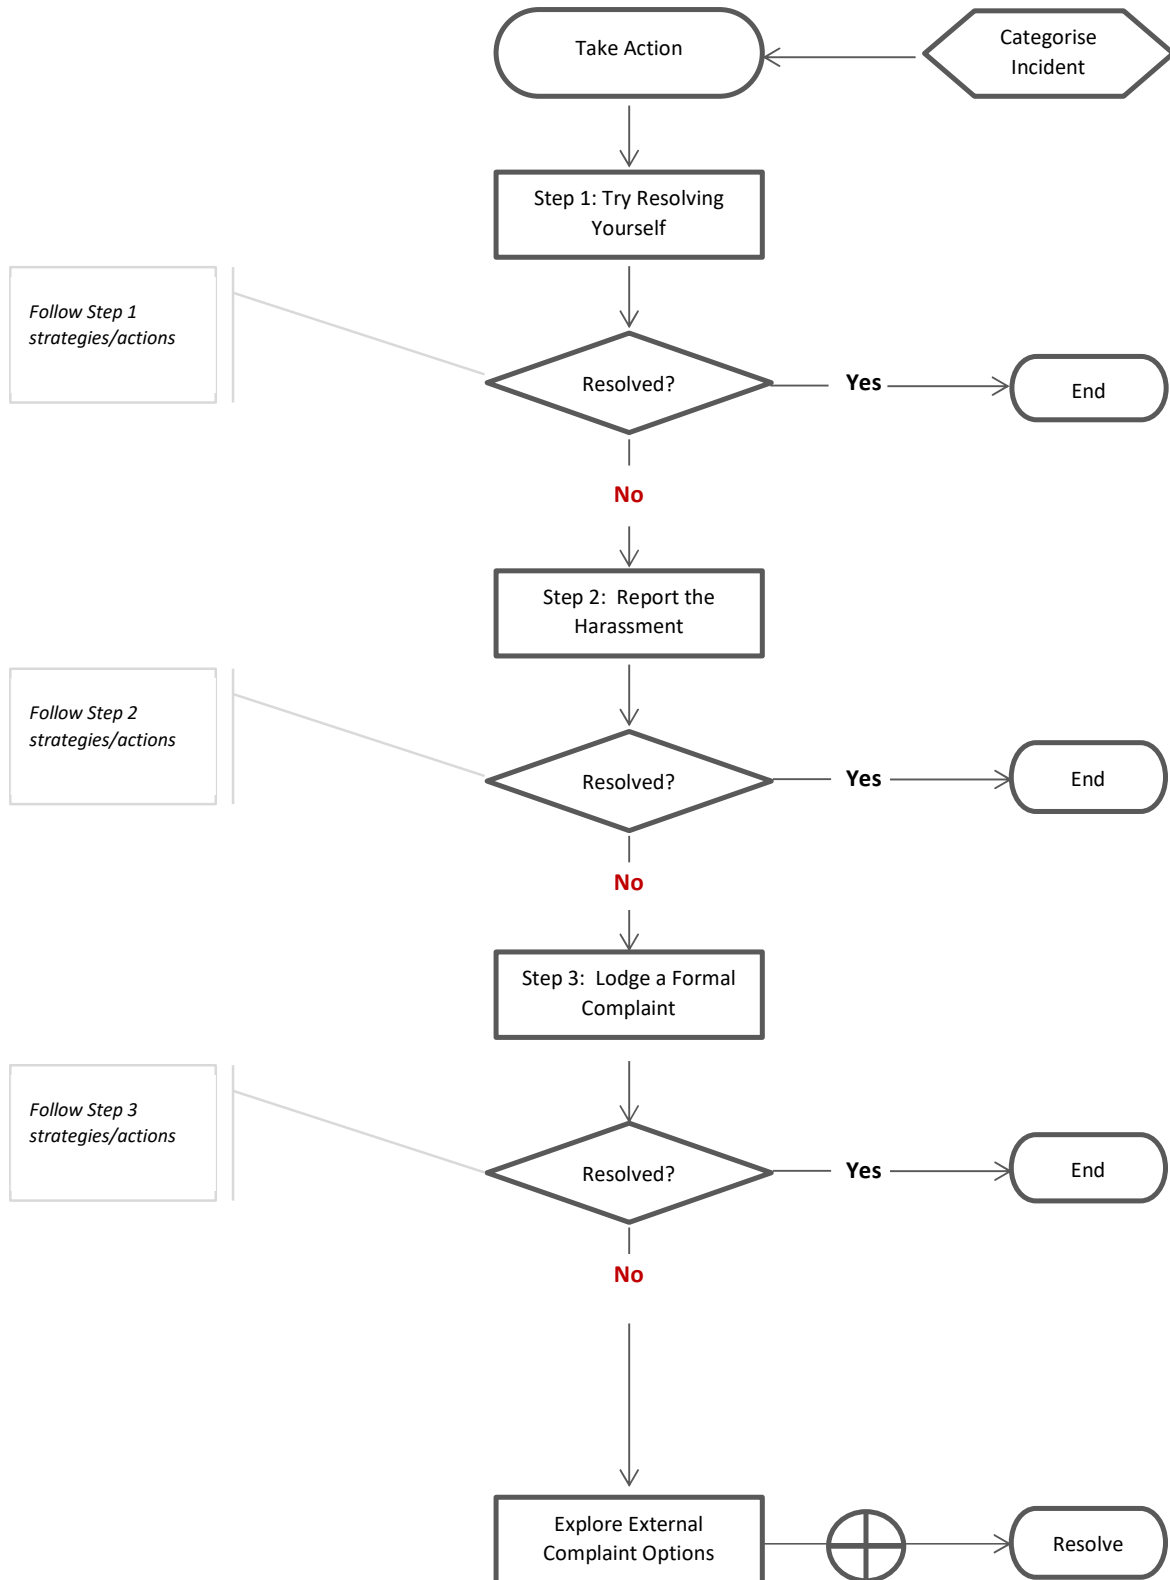 Take Action
Categorise
Incident
Step 1: Try Resolving
Yourself
Follow Step 1
strategies/actions
Resolved?
Yes
End
No
Step 2:  Report the
Harassment
Follow Step 2
strategies/actions
Resolved?
Yes
End
No
Step 3:  Lodge a Formal
Complaint
Follow Step 3
strategies/actions
Resolved?
Yes
End
No
Explore External
Complaint Options
Resolve